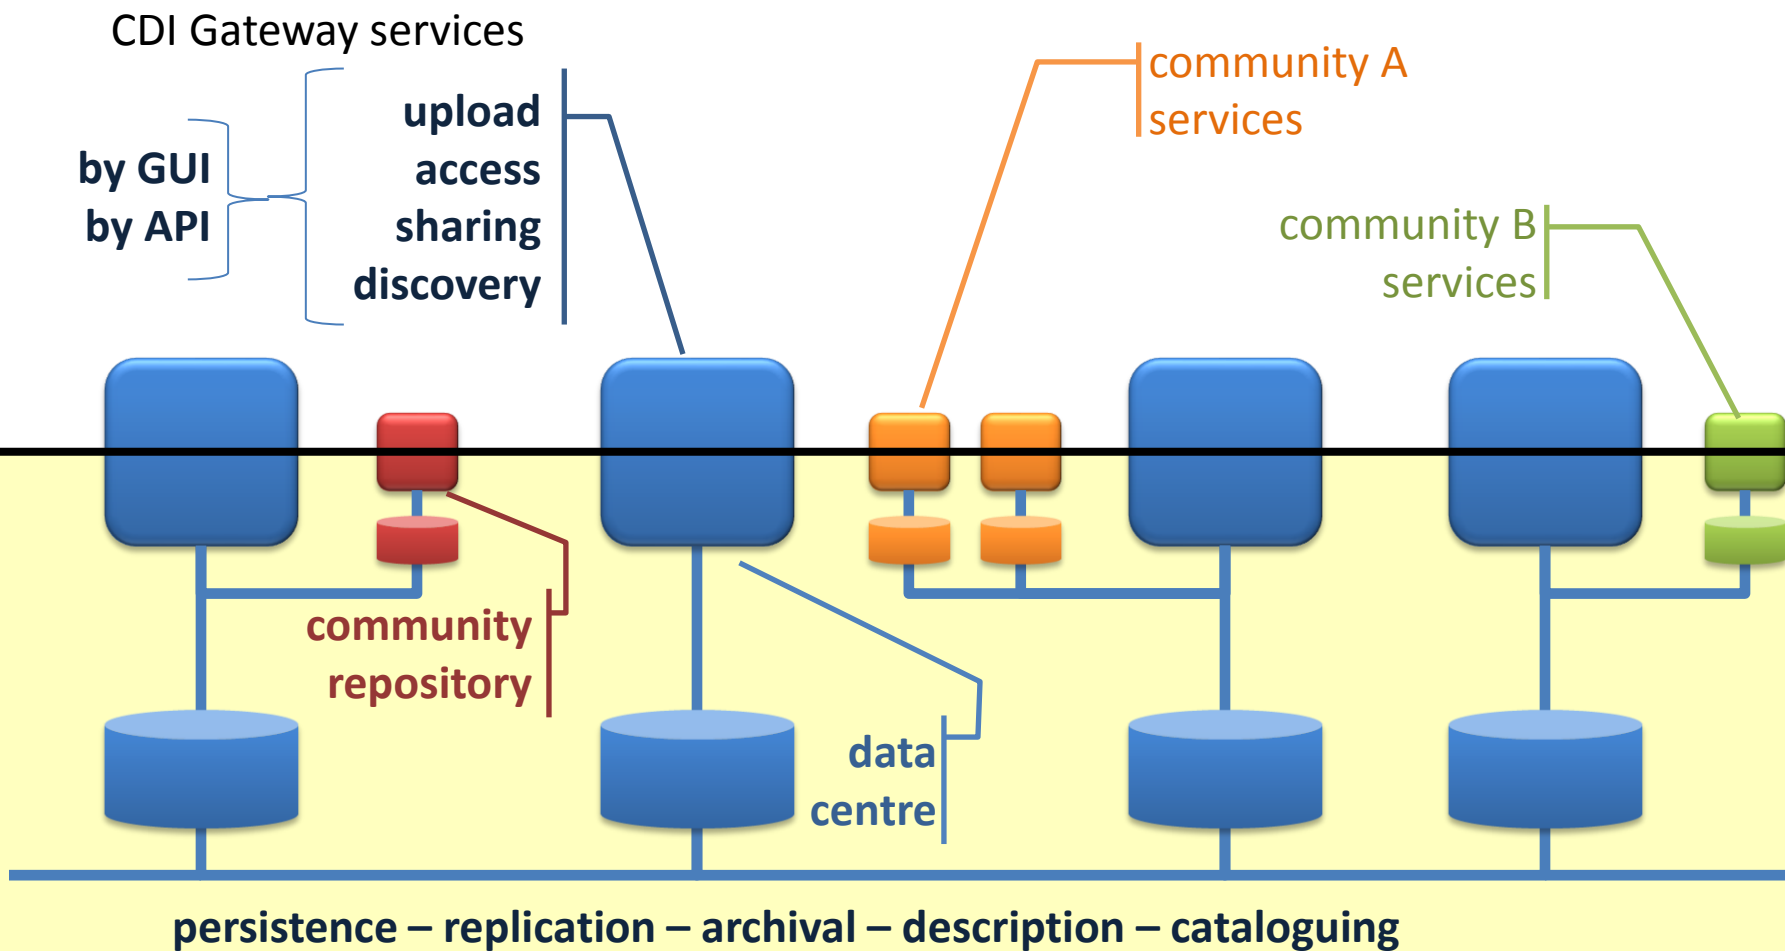 CDI Gateway services
by GUI
by API
upload
access
sharing
discovery
community A
services
community B
services
community
repository
data
centre
persistence – replication – archival – description – cataloguing